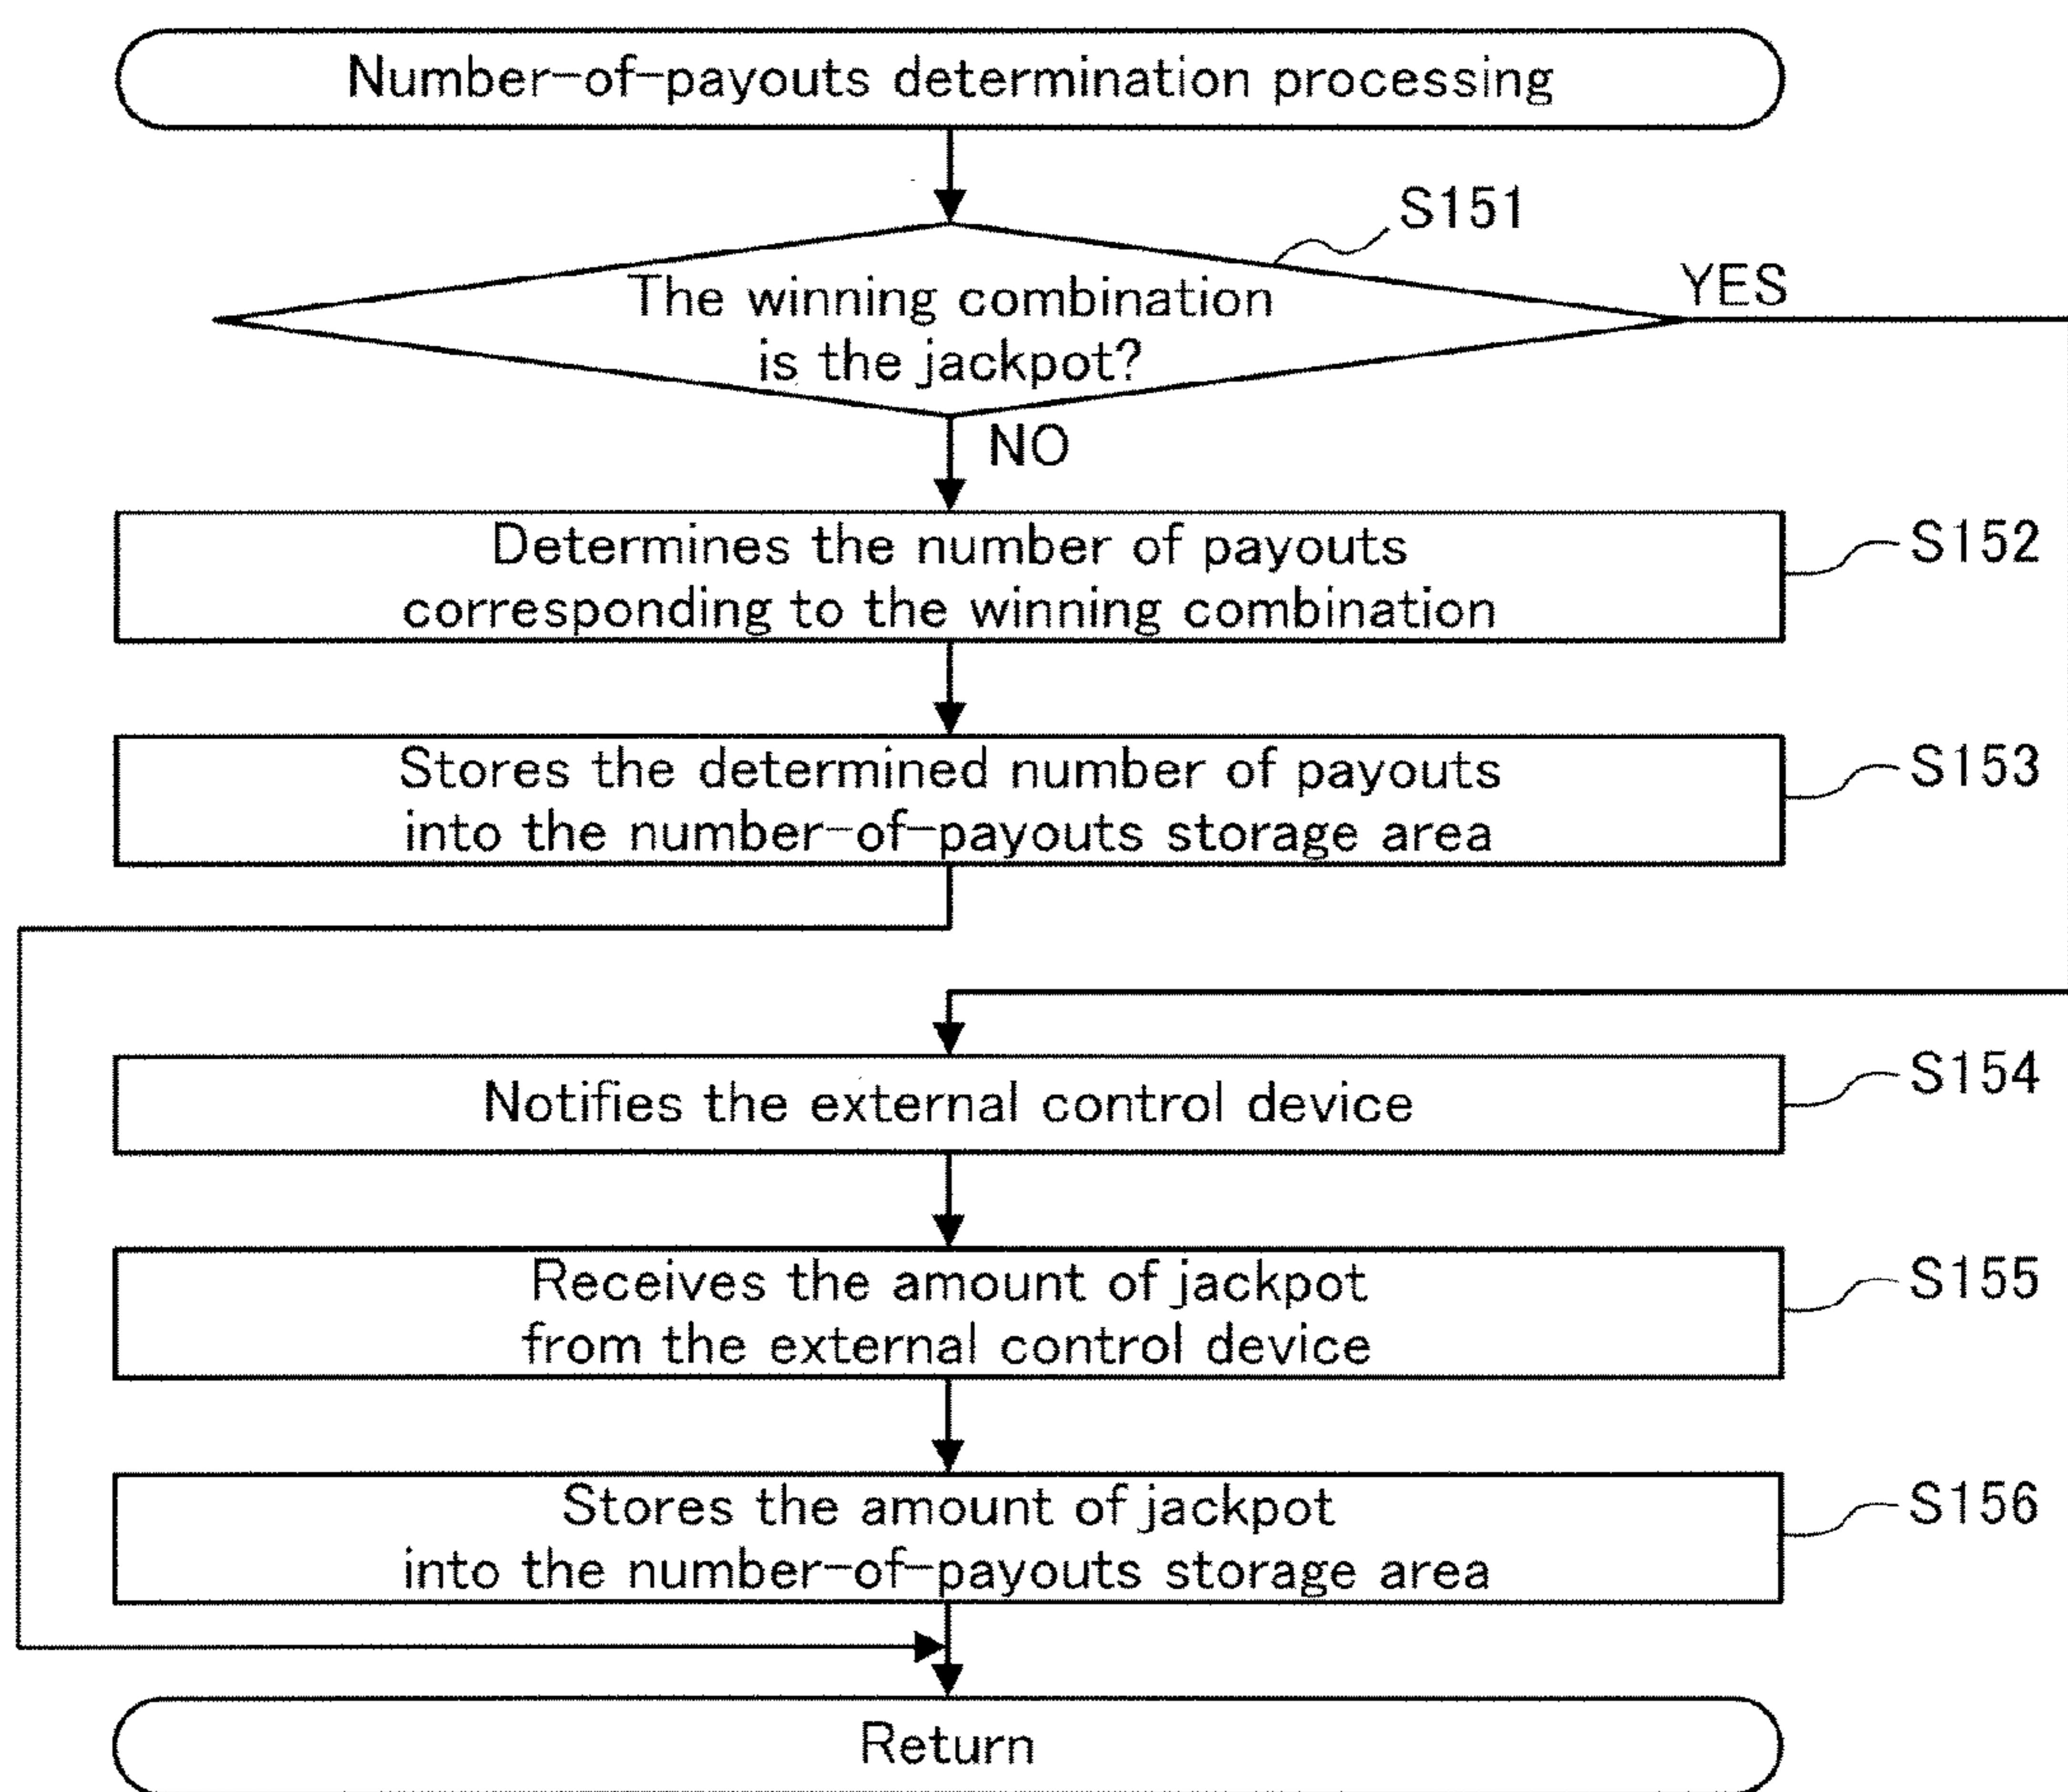 Number-of-payouts determination processing
S151
The winning combination
is the jackpot?
YES
NO
Determines the number of payouts
corresponding to the winning combination
S152
Stores the determined number of payouts
into the number-of-payouts storage area
S153
Notifies the external control device
S154
Receives the amount of jackpot
from the external control device
S155
Stores the amount of jackpot
into the number-of-payouts storage area
S156
Return